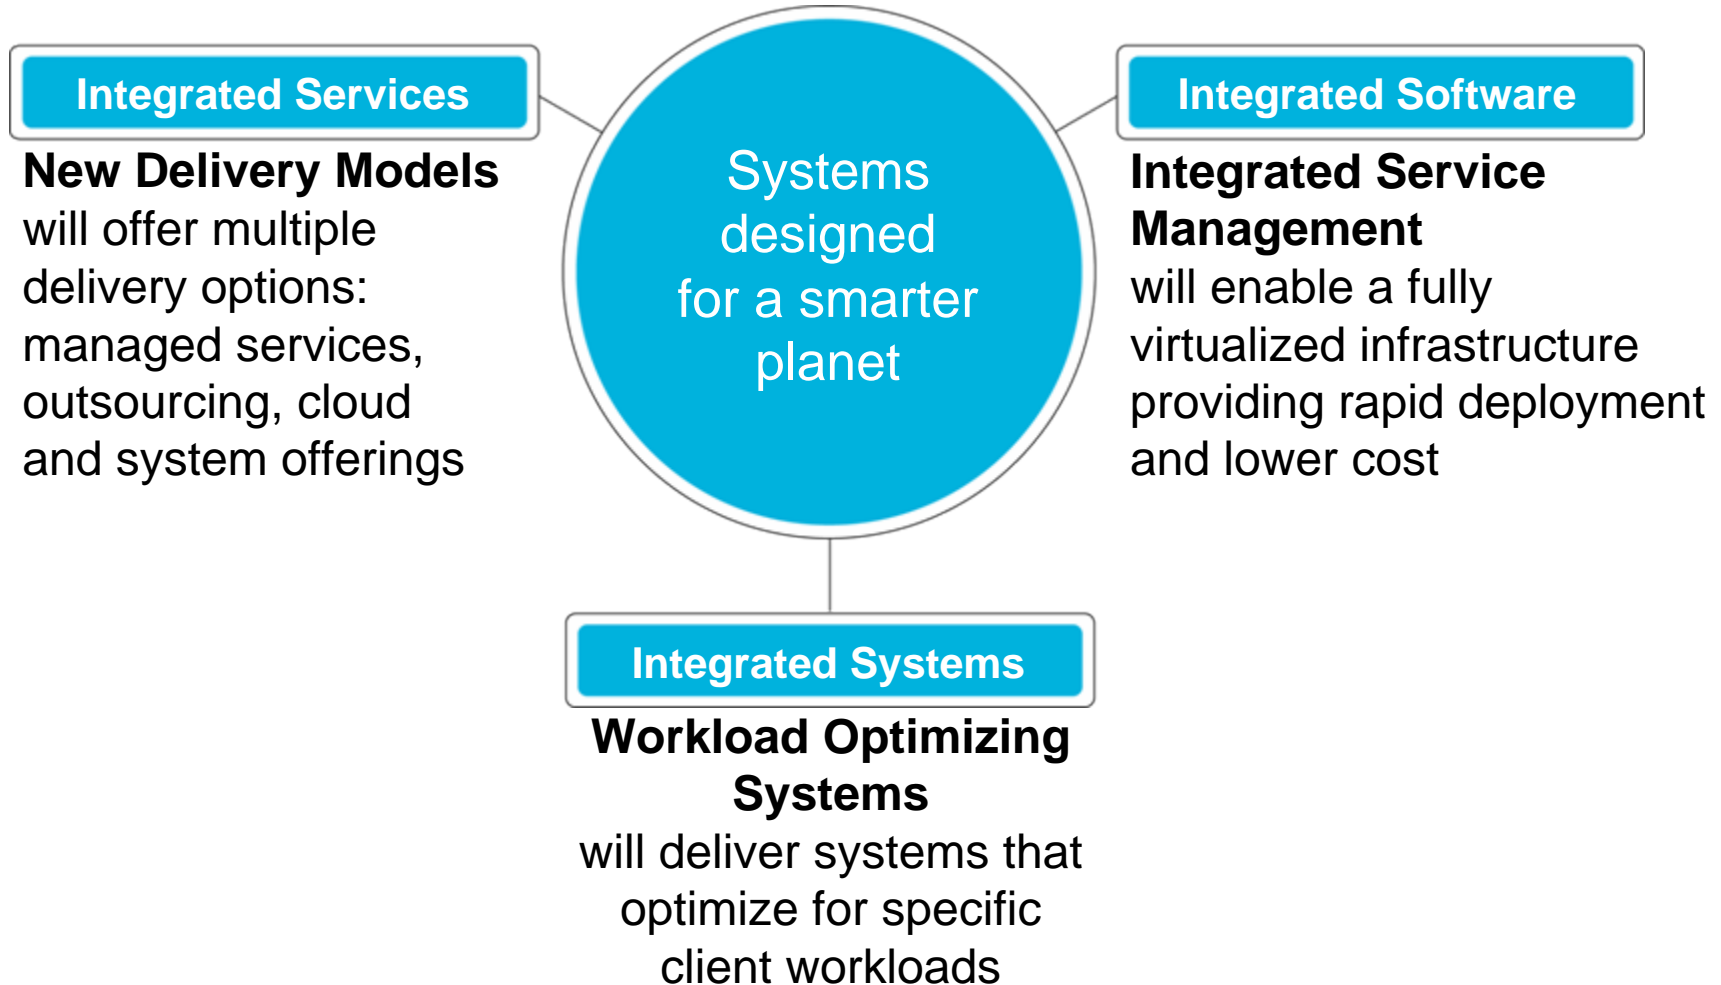 Integrated Services
New Delivery Models
will offer multiple
delivery options:
managed services,
outsourcing, cloud
and system offerings
Systems
designed
for a smarter
planet
Integrated Software
Integrated Service
Management
will enable a fully
virtualized infrastructure
providing rapid deployment
and lower cost
Integrated Systems
Workload Optimizing
Systems
will deliver systems that
optimize for specific
client workloads